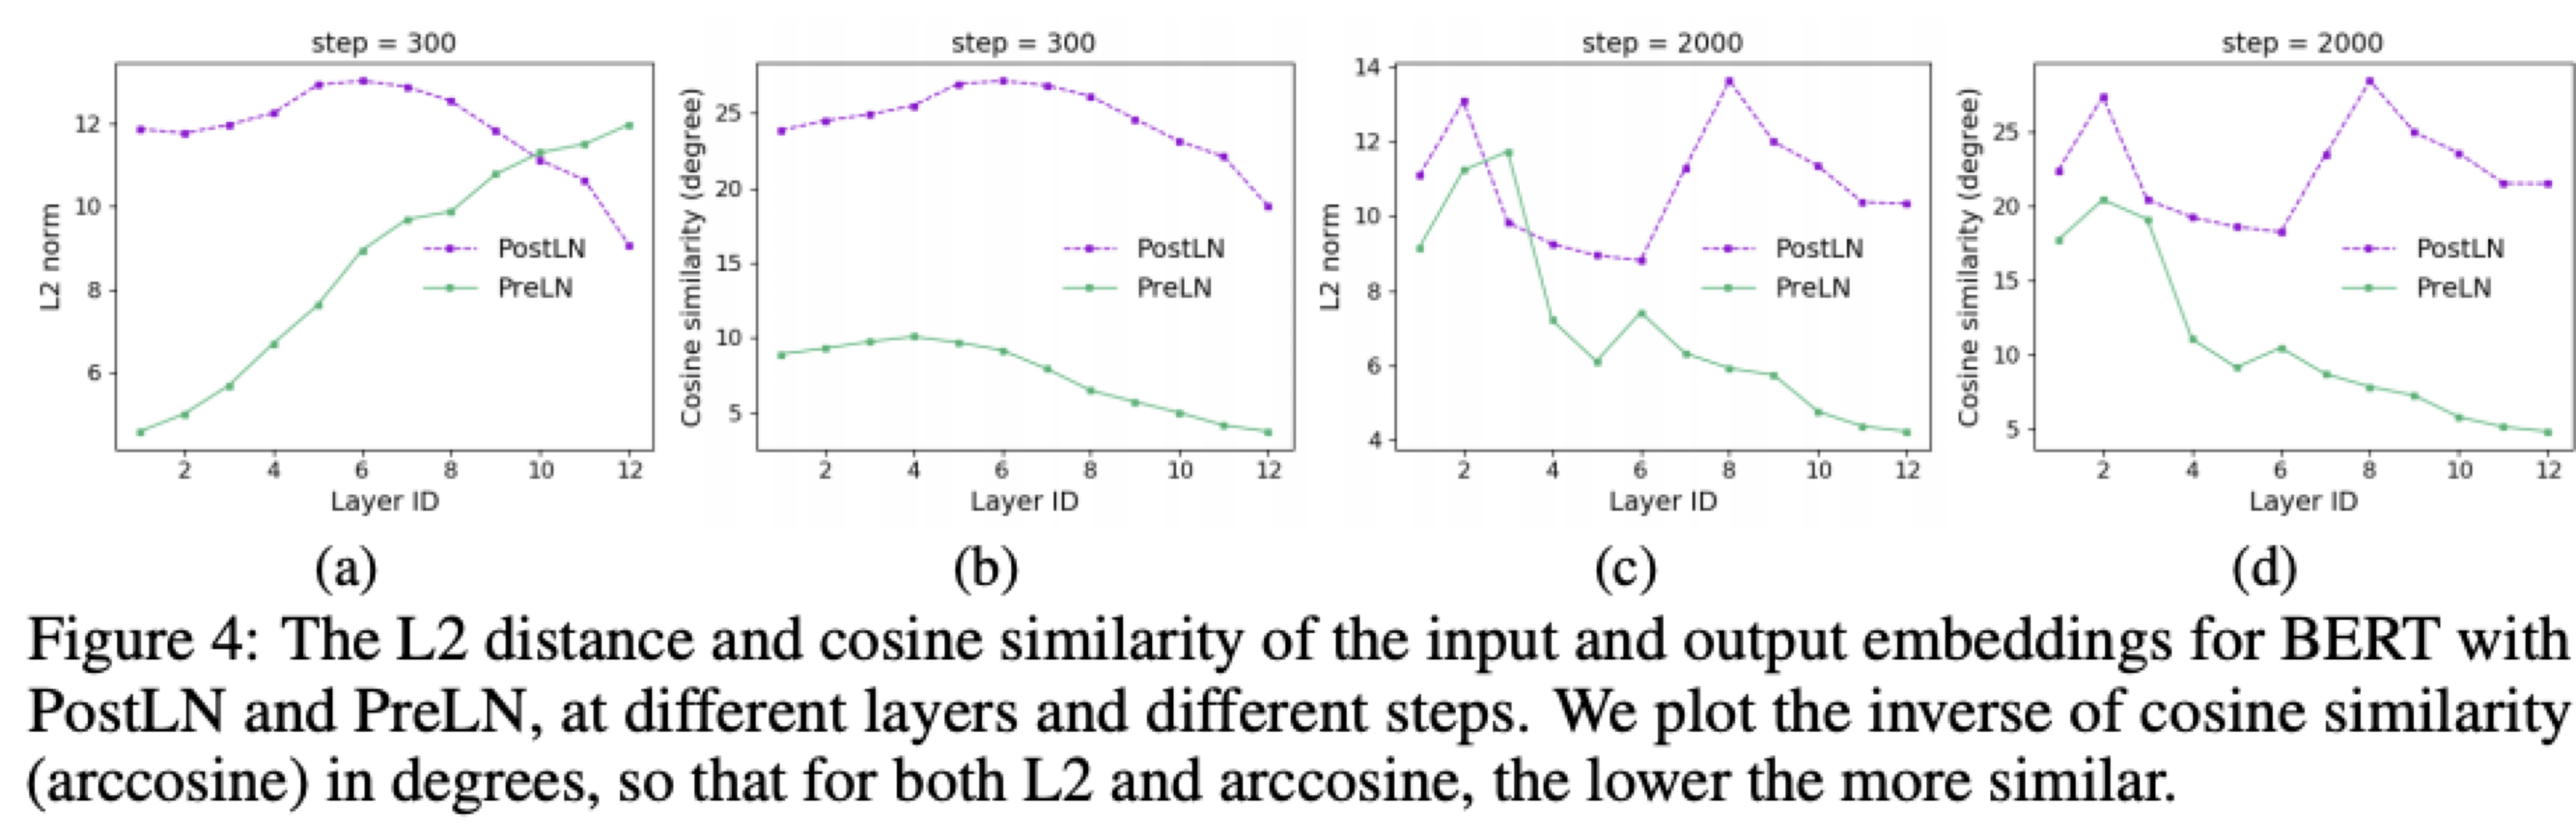 step = 300
step = 300
step = 2000
step = 2000
L2 norm
12
10
8
6
PostLN
PreLN
2 4 6 8 10 12
Layer ID
Cosine similarity (degree)
25
20
15
10
5
PostLN
PreLN
2 4 6 8 10 12
Layer ID
L2 norm
14
12
10
8
6
4
PostLN
PreLN
2 4 6 8 10 12
Layer ID
Cosine similarity (degree)
25
20
15
10
5
PostLN
PreLN
2 4 6 8 10 12
Layer ID
(a)
(b)
(c)
(d)
Figure 4: The L2 distance and cosine similarity of the input and output embeddings for BERT with
PostLN and PreLN, at different layers and different steps. We plot the inverse of cosine similarity
(arccosine) in degrees, so that for both L2 and arccosine, the lower the more similar.